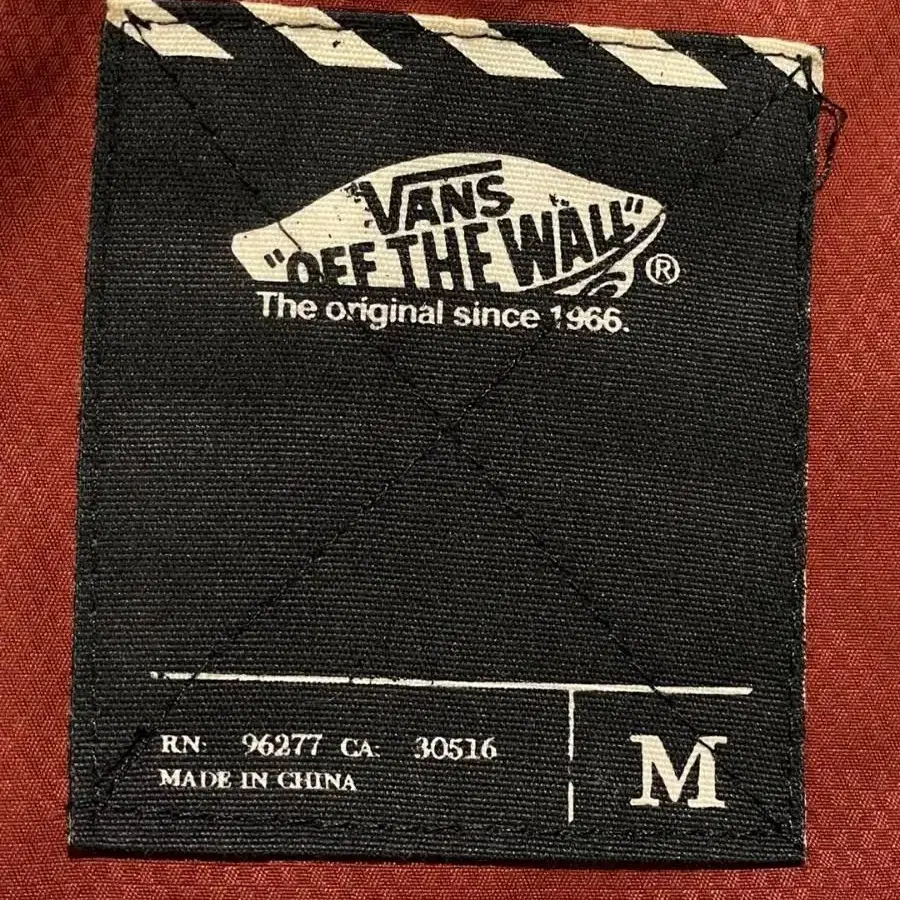 VANS
"OFF THE WALL" ®
The original since 1966.
RN: 96277 CA: 30516
MADE IN CHINA
M